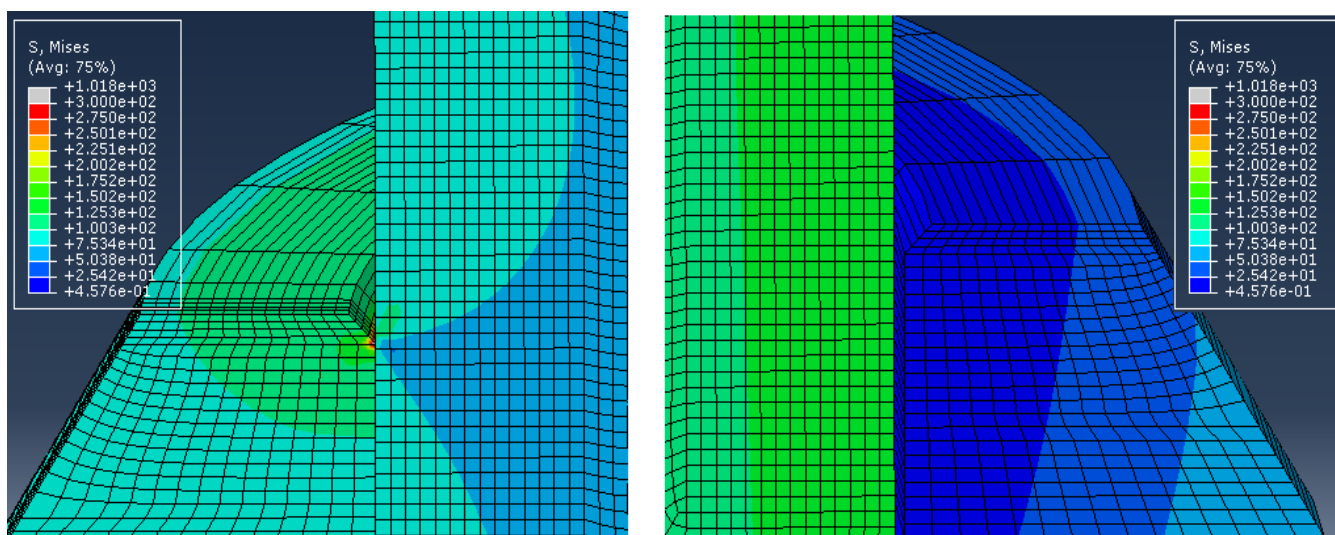 S, Mises
(Avg: 75%)
+1.018e+03
+3.000e+02
+2.750e+02
+2.501e+02
+2.251e+02
+2.002e+02
+1.752e+02
+1.502e+02
+1.253e+02
+1.003e+02
+7.534e+01
+5.038e+01
+2.542e+01
+4.576e-01
S, Mises
(Avg: 75%)
+1.018e+03
+3.000e+02
+2.750e+02
+2.501e+02
+2.251e+02
+2.002e+02
+1.752e+02
+1.502e+02
+1.253e+02
+1.003e+02
+7.534e+01
+5.038e+01
+2.542e+01
+4.576e-01